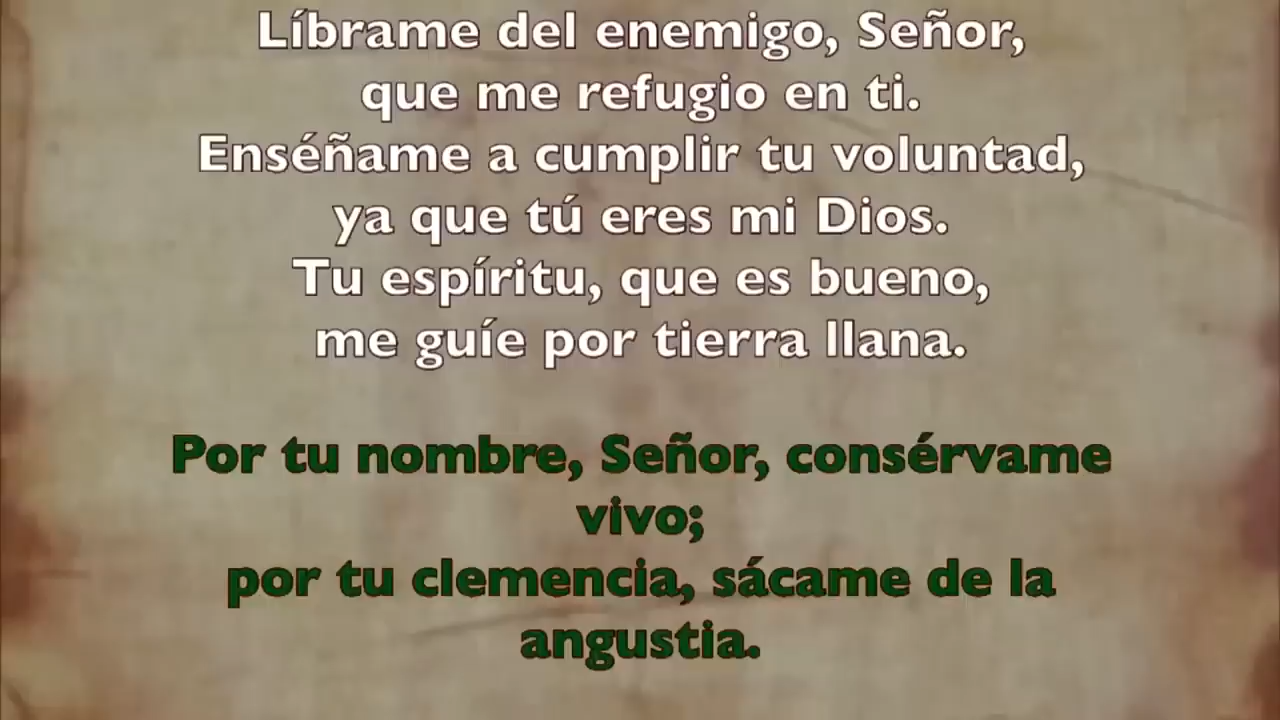 Líbrame del enemigo, Señor,
que me refugio en ti.
Enséñame a cumplir tu voluntad,
ya que tú eres mi Dios.
Tu espíritu, que es bueno,
me guíe por tierra llana.
Por tu nombre, Señor, consérvame
vivo;
por tu clemencia, sácame de la
angustia.